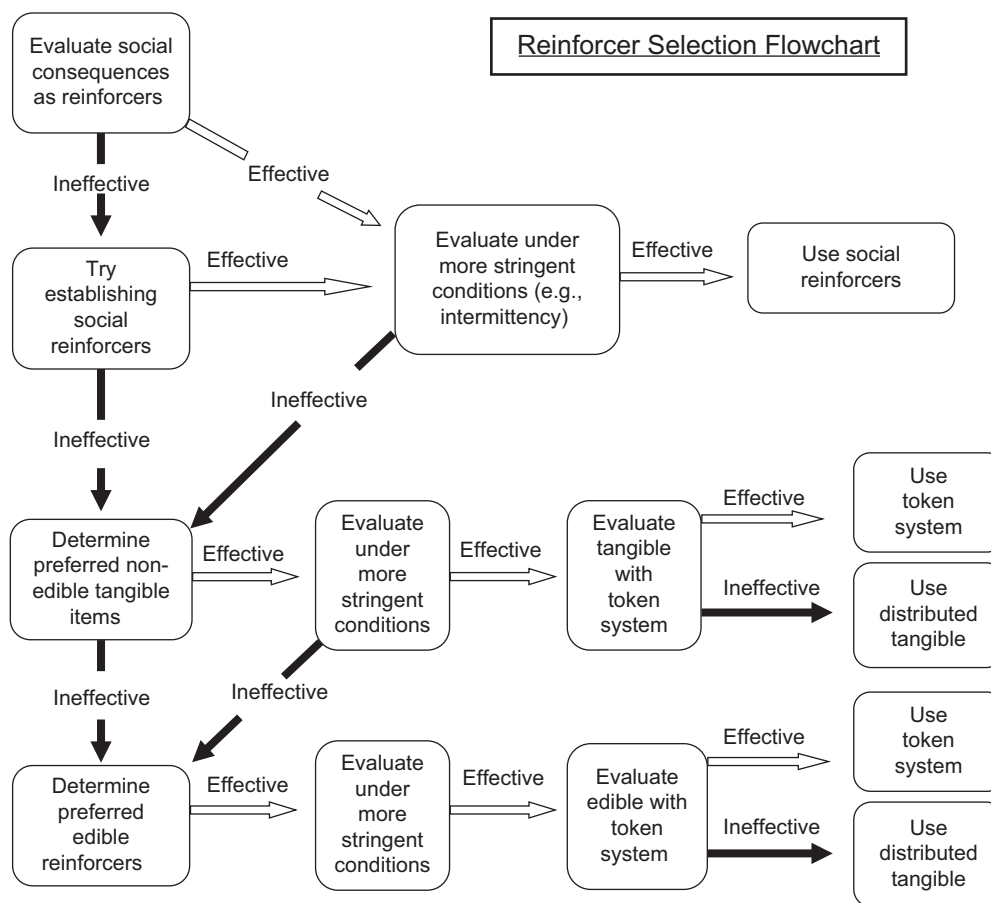 Reinforcer Selection Flowchart
Evaluate social
consequences
as reinforcers
Effective
Ineffective
Try
establishing
social
reinforcers
Effective
Evaluate under
more stringent
conditions (e.g.,
intermittency)
Effective
Use social
reinforcers
Ineffective
Ineffective
Determine
preferred non-
edible tangible
items
Effective
Evaluate
under
more
stringent
conditions
Effective
Evaluate
tangible
with
token
system
Effective
Use
token
system
Ineffective
Use
distributed
tangible
Ineffective
Ineffective
Determine
preferred
edible
reinforcers
Effective
Evaluate
under
more
stringent
conditions
Effective
Evaluate
edible with
token
system
Effective
Use
token
system
Ineffective
Use
distributed
tangible